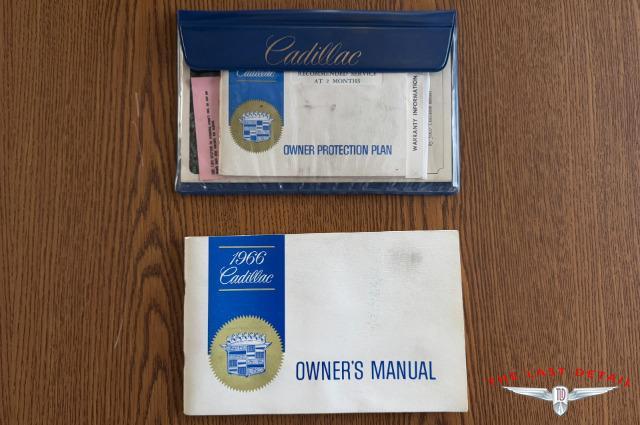 Cadillac
Cadillac
RECOMMENDED SERVICE
AT 2 MONTHS
OWNER PROTECTION PLAN
WARRANTY INFORMATION
1966
Cadillac
OWNER'S MANUAL
THE LAST DETAIL